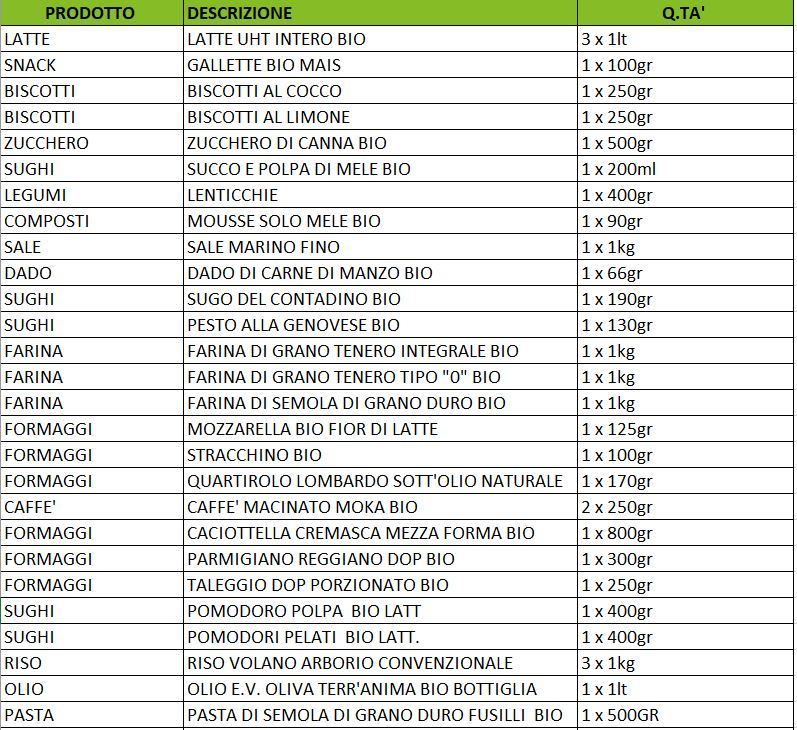 PRODOTTO DESCRIZIONE Q.TA'
LATTE LATTE UHT INTERO BIO 3 x 1lt
SNACK GALLETTE BIO MAIS 1 x 100gr
BISCOTTI BISCOTTI AL COCCO 1 x 250gr
BISCOTTI BISCOTTI AL LIMONE 1 x 250gr
ZUCCHERO ZUCCHERO DI CANNA BIO 1 x 500gr
SUGHI SUCCO E POLPA DI MELE BIO 1 x 200ml
LEGUMI LENTICCHIE 1 x 400gr
COMPOSTI MOUSSE SOLO MELE BIO 1 x 90gr
SALE SALE MARINO FINO 1 x 1kg
DADO DADO DI CARNE DI MANZO BIO 1 x 66gr
SUGHI SUGO DEL CONTADINO BIO 1 x 190gr
SUGHI PESTO ALLA GENOVESE BIO 1 x 130gr
FARINA FARINA DI GRANO TENERO INTEGRALE BIO 1 x 1kg
FARINA FARINA DI GRANO TENERO TIPO "0" BIO 1 x 1kg
FARINA FARINA DI SEMOLA DI GRANO DURO BIO 1 x 1kg
FORMAGGI MOZZARELLA BIO FIOR DI LATTE 1 x 125gr
FORMAGGI STRACCHINO BIO 1 x 100gr
FORMAGGI QUARTIROLO LOMBARDO SOTT'OLIO NATURALE 1 x 170gr
CAFFE' CAFFE' MACINATO MOKA BIO 2 x 250gr
FORMAGGI CACIOTTELLA CREMASCA MEZZA FORMA BIO 1 x 800gr
FORMAGGI PARMIGIANO REGGIANO DOP BIO 1 x 300gr
FORMAGGI TALEGGIO DOP PORZIONATO BIO 1 x 250gr
SUGHI POMODORO POLPA  BIO LATT 1 x 400gr
SUGHI POMODORI PELATI  BIO LATT. 1 x 400gr
RISO RISO VOLANO ARBORIO CONVENZIONALE 3 x 1kg
OLIO OLIO E.V. OLIVA TERR'ANIMA BIO BOTTIGLIA 1 x 1lt
PASTA PASTA DI SEMOLA DI GRANO DURO FUSILLI  BIO 1 x 500GR